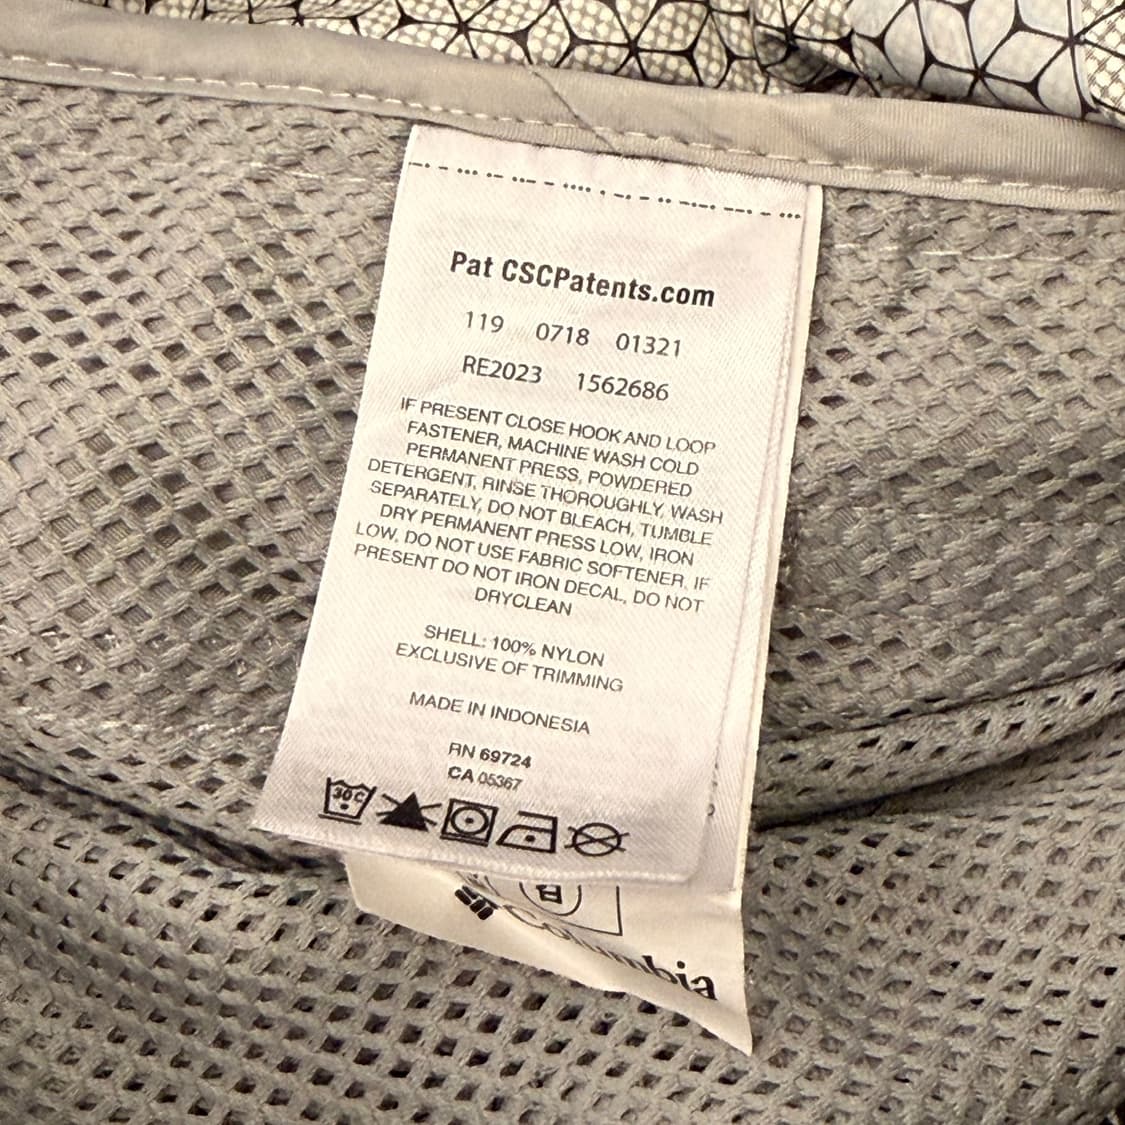 Pat CSCPatents.com
119 0718 01321
RE2023 1562686
IF PRESENT CLOSE HOOK AND LOOP
FASTENER, MACHINE WASH COLD
PERMANENT PRESS, POWDERED
DETERGENT, RINSE THOROUGHLY, WASH
SEPARATELY, DO NOT BLEACH, TUMBLE
DRY PERMANENT PRESS LOW, IRON
LOW, DO NOT USE FABRIC SOFTENER, IF
PRESENT DO NOT IRON DECAL, DO NOT
DRYCLEAN
SHELL: 100% NYLON
EXCLUSIVE OF TRIMMING
MADE IN INDONESIA
RN 69724
CA 05367
30C
Columbia